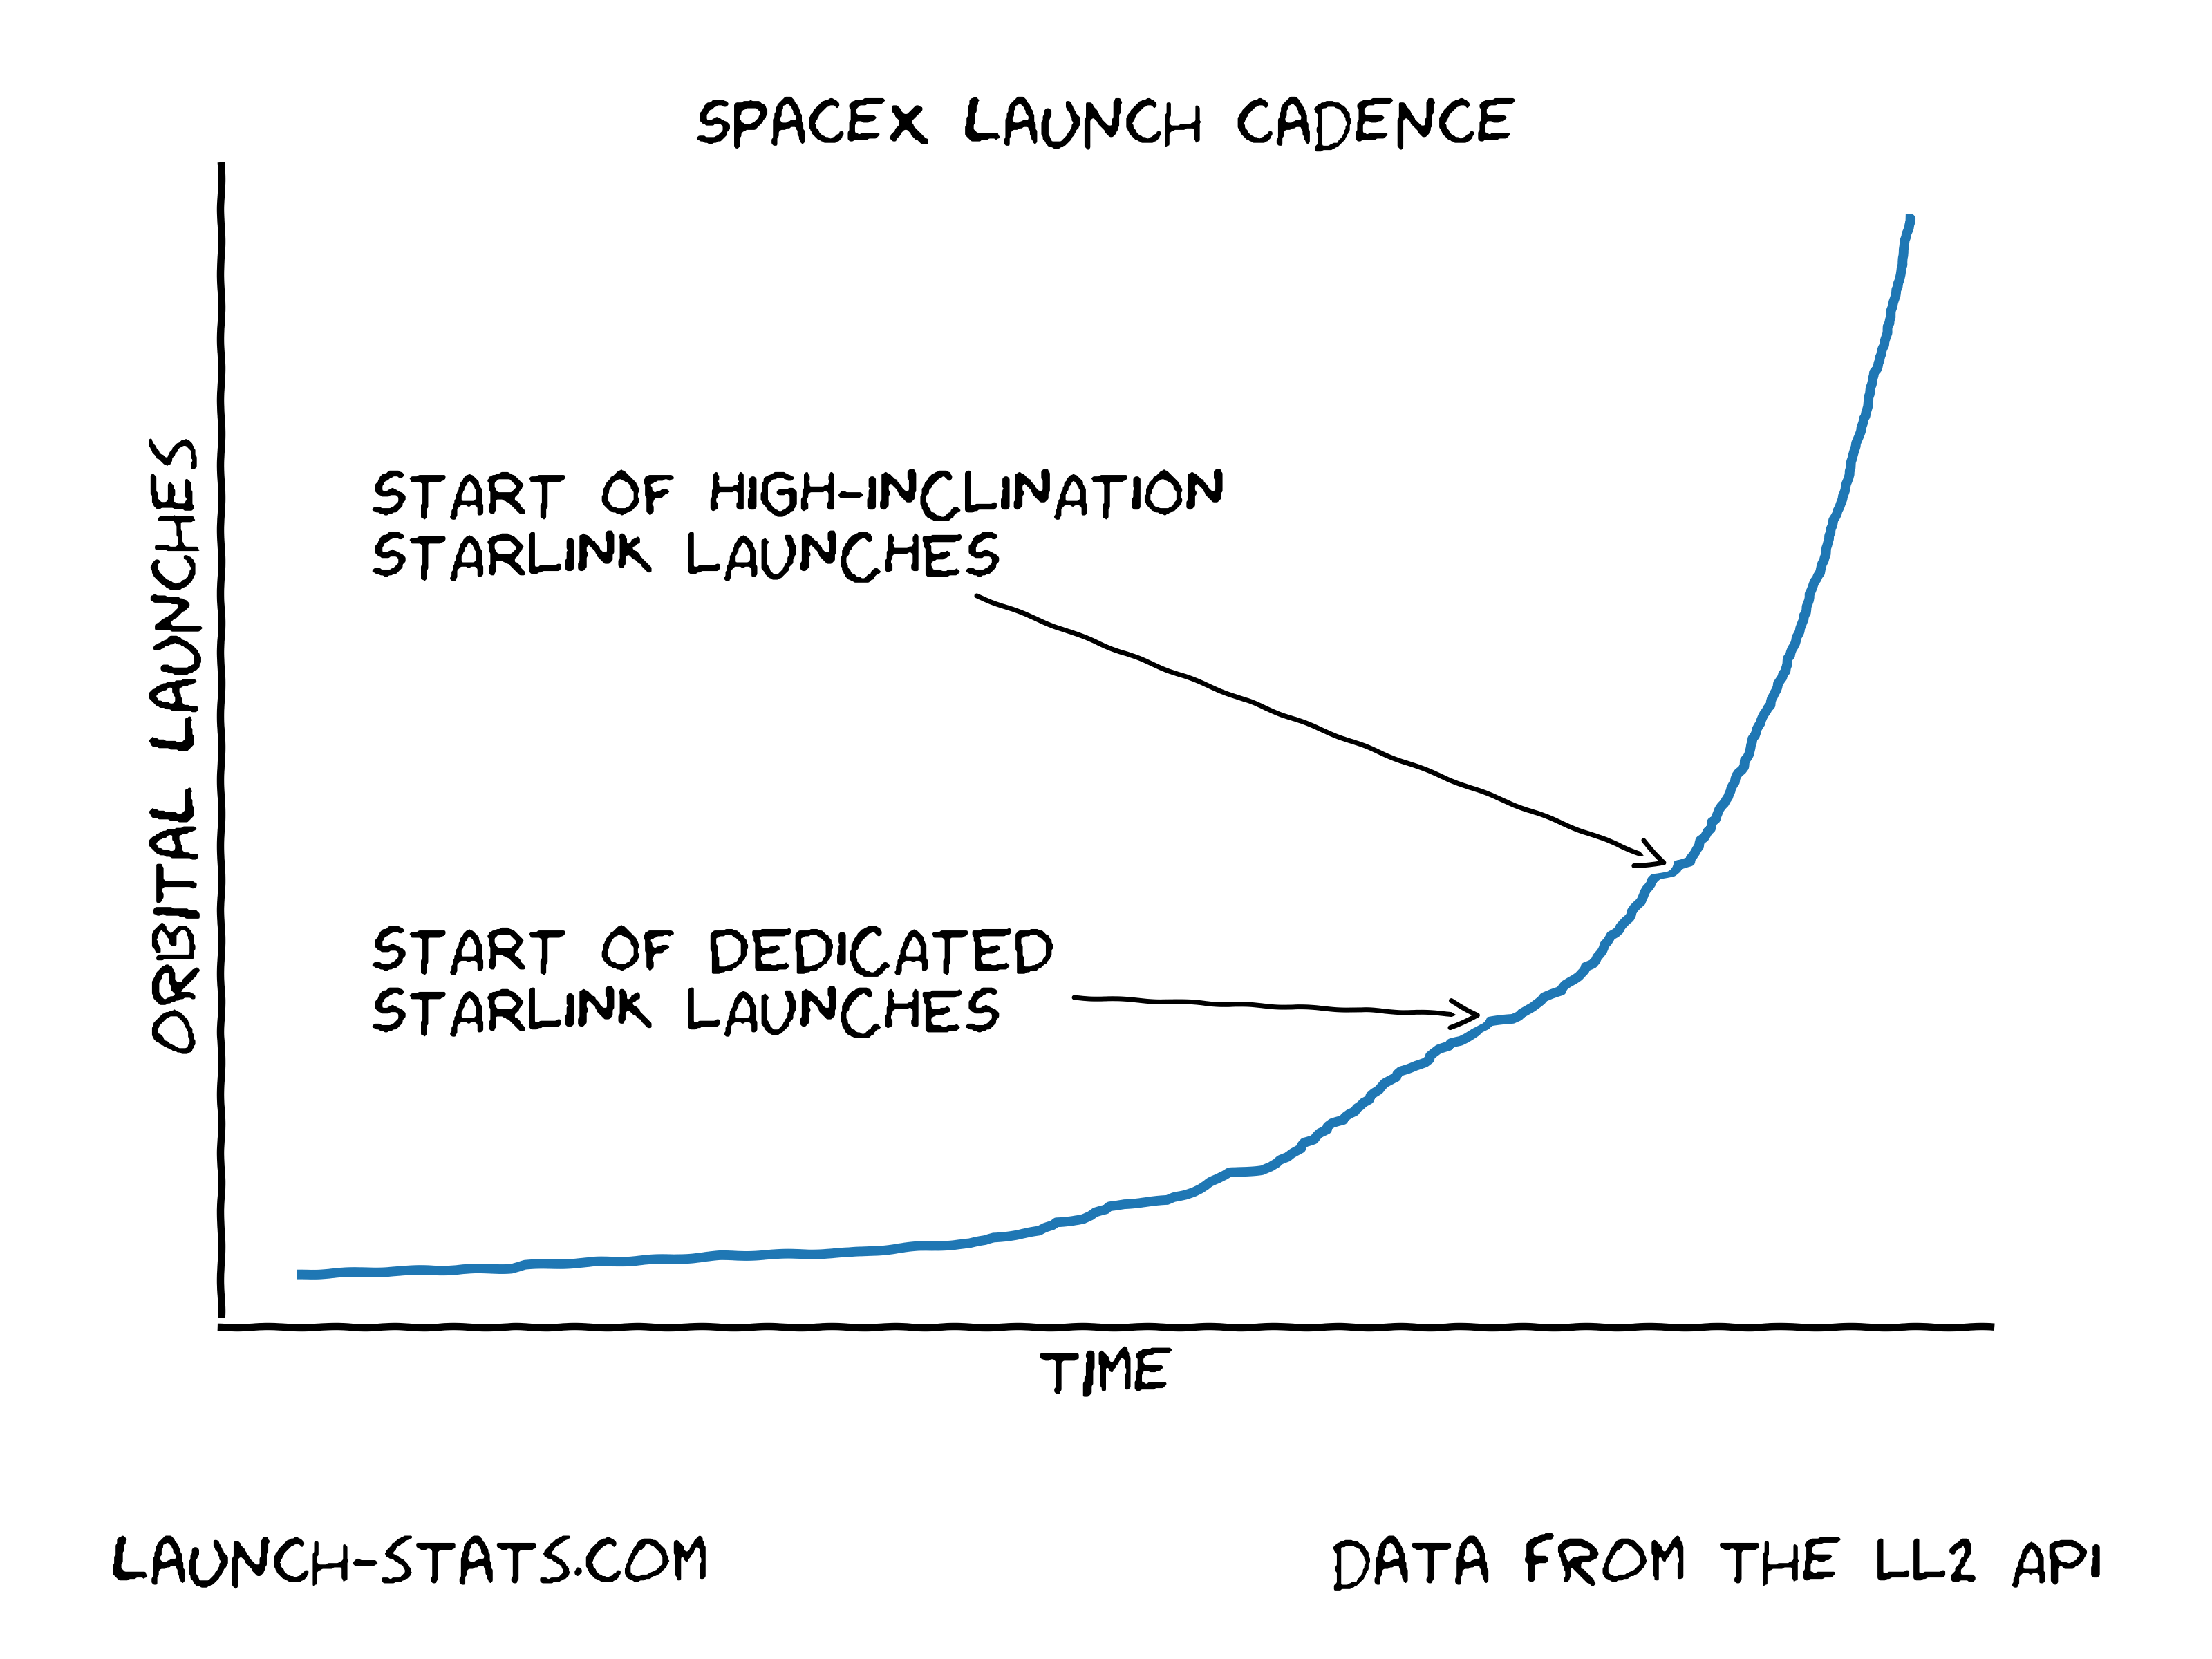 SPACEX LAUNCH CADENCE
ORBITAL LAUNCHES
START OF HIGH-INCLINATION
STARLINK LAUNCHES
START OF DEDICATED
STARLINK LAUNCHES
TIME
LAUNCH-STATS.COM
DATA FROM THE LL2 API